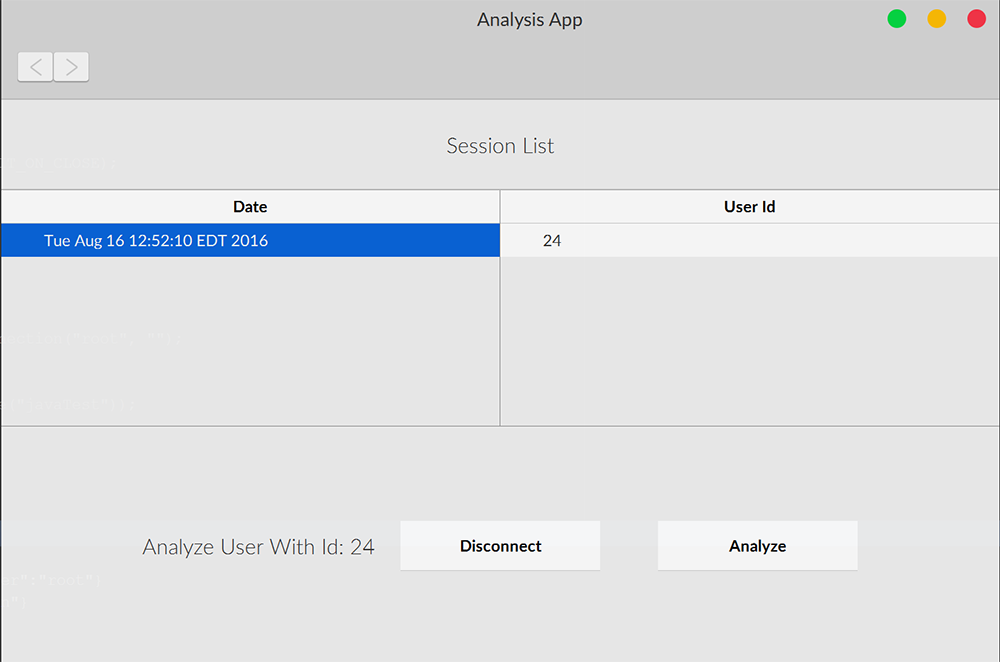 Analysis App
Session List
Date User Id
Tue Aug 16 12:52:10 EDT 2016 24
Analyze User With Id: 24 Disconnect Analyze